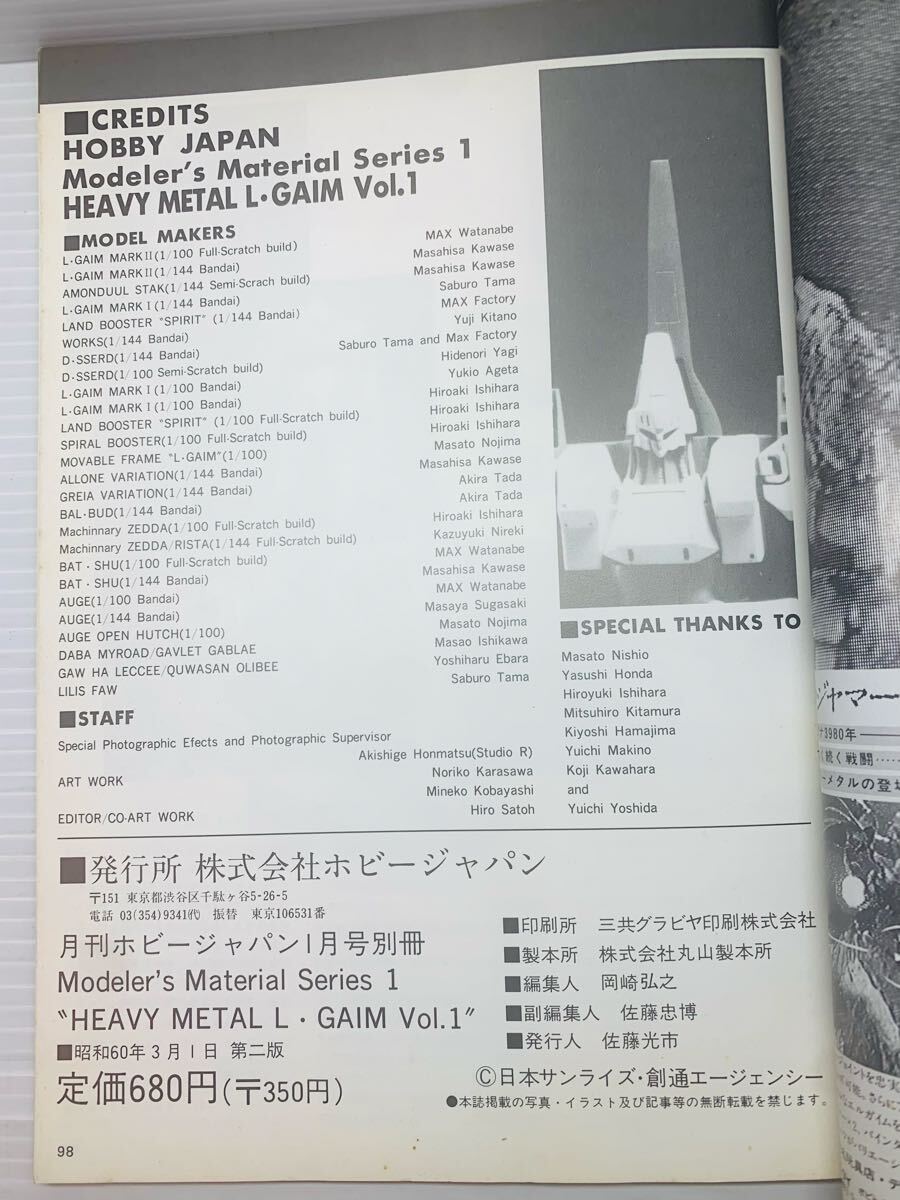 ■CREDITS
HOBBY JAPAN
Modeler's Material Series 1
HEAVY METAL L·GAIM Vol.1
■MODEL MAKERS
L·GAIM MARKⅡ(1/100 Full-Scratch build) MAX Watanabe
L·GAIM MARKⅡ(1/144 Bandai) Masahisa Kawase
AMONDUUL STAK(1/144 Semi-Scrach build) Masahisa Kawase
L·GAIM MARKⅠ(1/144 Bandai) Saburo Tama
LAND BOOSTER "SPIRIT" (1/144 Bandai) MAX Factory
WORKS(1/144 Bandai) Yuji Kitano
D·SSERD(1/144 Bandai) Saburo Tama and Max Factory
D·SSERD(1/100 Semi-Scratch build) Hidenori Yagi
L·GAIM MARKⅠ(1/100 Bandai) Yukio Ageta
L·GAIM MARKⅠ(1/100 Bandai) Hiroaki Ishihara
LAND BOOSTER "SPIRIT" (1/100 Full-Scratch build) Hiroaki Ishihara
SPIRAL BOOSTER(1/100 Full-Scratch build) Hiroaki Ishihara
MOVABLE FRAME "L·GAIM"(1/100) Masato Nojima
ALLONE VARIATION(1/144 Bandai) Masahisa Kawase
GREIA VARIATION(1/144 Bandai) Akira Tada
BAL·BUD(1/144 Bandai) Akira Tada
Machinnary ZEDDA(1/100 Full-Scratch build) Hiroaki Ishihara
Machinnary ZEDDA/RISTA(1/144 Full-Scratch build) Kazuyuki Nireki
BAT·SHU(1/100 Full-Scratch build) MAX Watanabe
BAT·SHU(1/144 Bandai) Masahisa Kawase
AUGE(1/100 Bandai) MAX Watanabe
AUGE(1/144 Bandai) Masaya Sugasaki
AUGE OPEN HUTCH(1/100) Masato Nojima
DABA MYROAD/GAVLET GABLAE Masao Ishikawa
GAW HA LECCEE/QUWASAN OLIBEE Yoshiharu Ebara
LILIS FAW Saburo Tama
■STAFF
Special Photographic Efects and Photographic Supervisor
Akishige Honmatsu(Studio R)
ART WORK Noriko Karasawa
Mineko Kobayashi
EDITOR/CO-ART WORK Hiro Satoh
■SPECIAL THANKS TO
Masato Nishio
Yasushi Honda
Hiroyuki Ishihara
Mitsuhiro Kitamura
Kiyoshi Hamajima
Yuichi Makino
Koji Kawahara
and
Yuichi Yoshida
■発行所 株式会社ホビージャパン
〒151 東京都渋谷区千駄ヶ谷5-26-5
電話 03(354)9341㈹ 振替 東京106531番
月刊ホビージャパン1月号別冊
Modeler's Material Series 1
"HEAVY METAL L·GAIM Vol.1"
■昭和60年3月1日 第二版
定価680円(〒350円)
■印刷所 三共グラビヤ印刷株式会社
■製本所 株式会社丸山製本所
■編集人 岡崎弘之
■副編集人 佐藤忠博
■発行人 佐藤光市
©日本サンライズ・創通エージェンシー
●本誌掲載の写真・イラスト及び記事等の無断転載を禁じます。
98
ジャマー
3980年─
続く戦闘……
ーメタルの登場